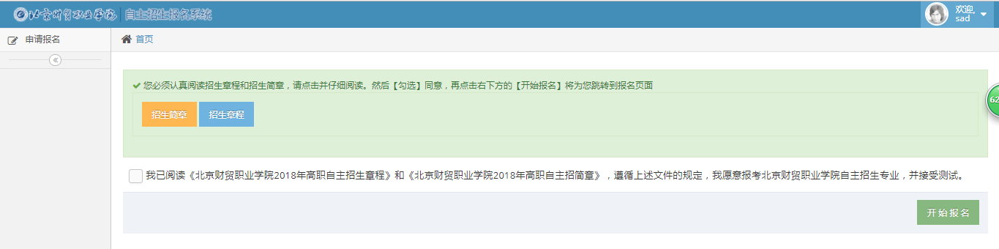 北京财贸职业学院 自主招生报名系统
欢迎,
sad
申请报名
首页
您必须认真阅读招生章程和招生简章，请点击并仔细阅读。然后【勾选】同意，再点击右下方的【开始报名】将为您跳转到报名页面
招生简章 招生章程
62
我已阅读《北京财贸职业学院2018年高职自主招生章程》和《北京财贸职业学院2018年高职自主招简章》，遵循上述文件的规定，我愿意报考北京财贸职业学院自主招生专业，并接受测试。
开始报名